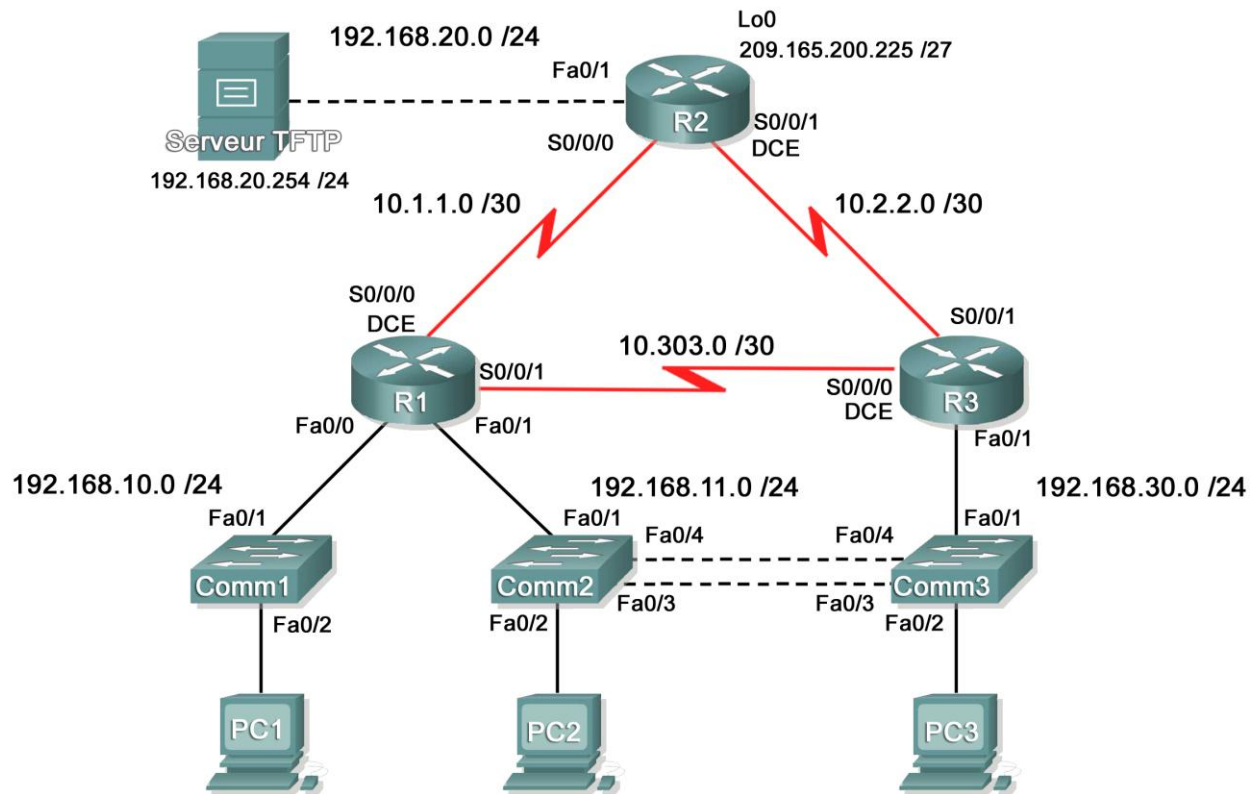 Lo0
192.168.20.0 /24
209.165.200.225 /27
Fa0/1
R2
Serveur TFTP
S0/0/0
S0/0/1
DCE
192.168.20.254 /24
10.1.1.0 /30
10.2.2.0 /30
S0/0/0
DCE
S0/0/1
10.303.0 /30
S0/0/1
S0/0/0
DCE
R1
R3
Fa0/0
Fa0/1
Fa0/1
192.168.10.0 /24
192.168.11.0 /24
192.168.30.0 /24
Fa0/1
Fa0/1
Fa0/1
Fa0/4
Fa0/4
Comm1
Comm2
Comm3
Fa0/3
Fa0/3
Fa0/2
Fa0/2
Fa0/2
PC1
PC2
PC3